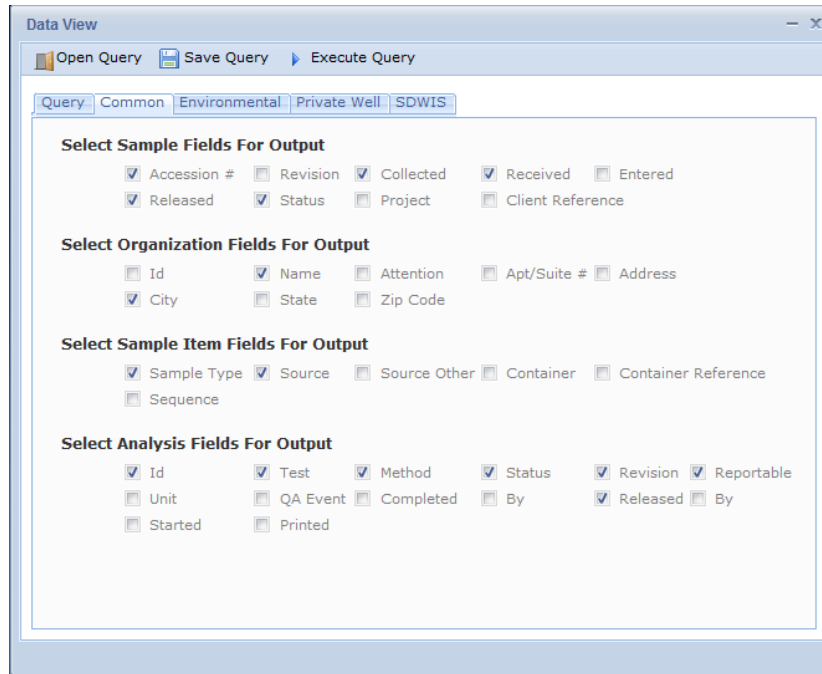 Data View
Open Query Save Query Execute Query
Query Common Environmental Private Well SDWIS
Select Sample Fields For Output
Accession # Revision Collected Received Entered
Released Status Project Client Reference
Select Organization Fields For Output
Id Name Attention Apt/Suite # Address
City State Zip Code
Select Sample Item Fields For Output
Sample Type Source Source Other Container Container Reference
Sequence
Select Analysis Fields For Output
Id Test Method Status Revision Reportable
Unit QA Event Completed By Released By
Started Printed